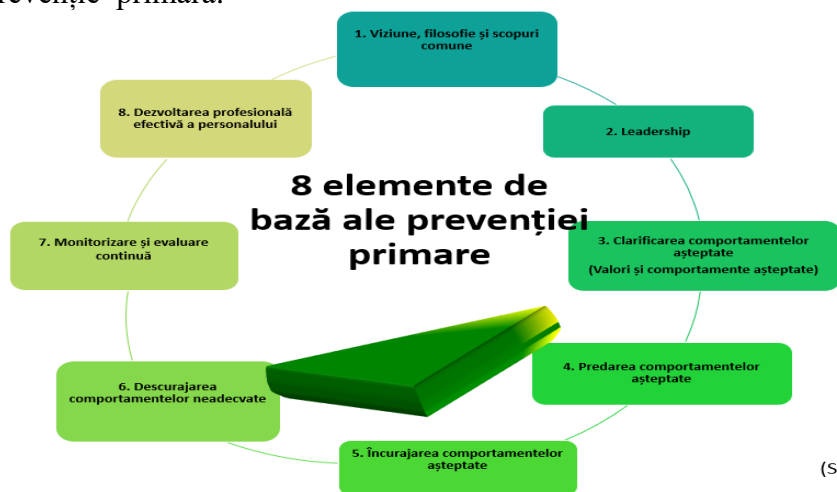 prevenție primară.
1. Viziune, filosofie și scopuri
comune
2. Leadership
3. Clarificarea comportamentelor
așteptate
(Valori și comportamente așteptate)
4. Predarea comportamentelor
așteptate
5. Încurajarea comportamentelor
așteptate
6. Descurajarea
comportamentelor neadecvate
7. Monitorizare și evaluare
continuă
8. Dezvoltarea profesională
efectivă a personalului
8 elemente de
bază ale prevenției
primare
(S